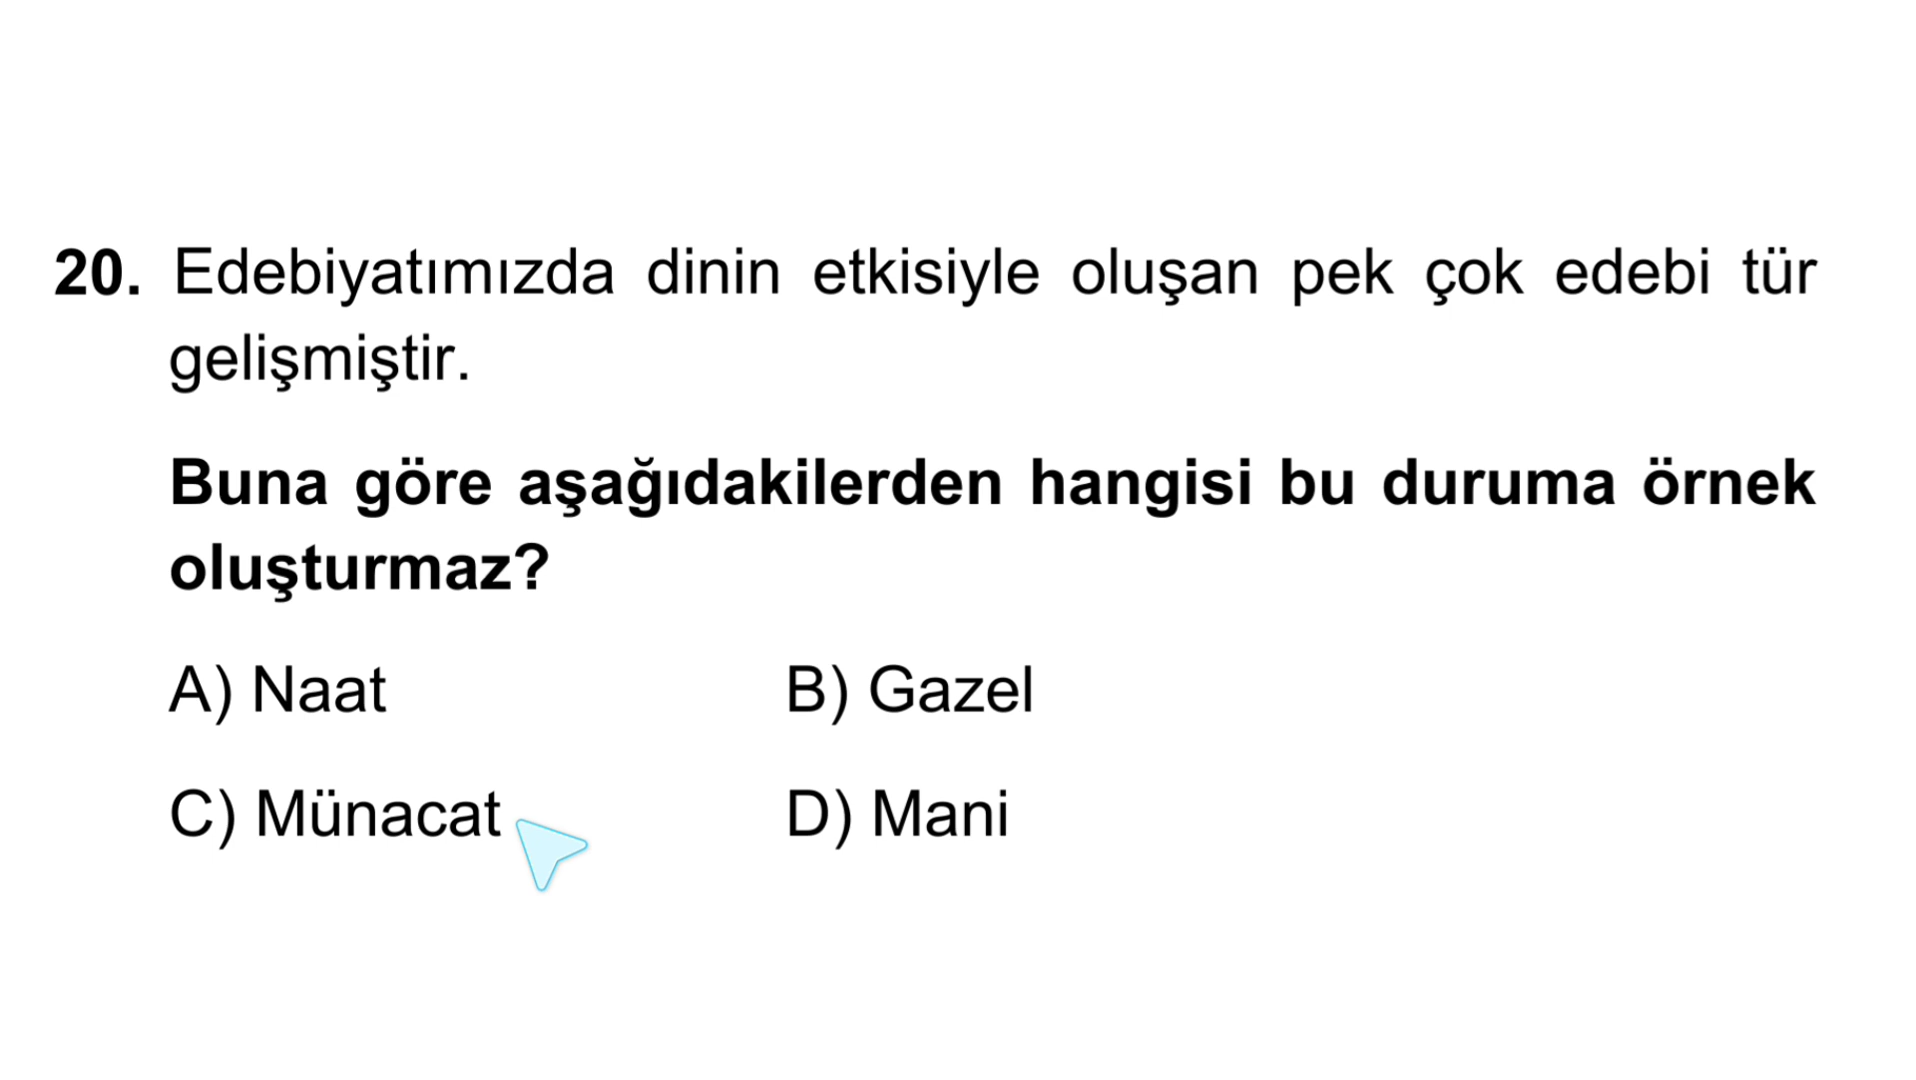 20. Edebiyatımızda dinin etkisiyle oluşan pek çok edebi tür
gelişmiştir.
Buna göre aşağıdakilerden hangisi bu duruma örnek
oluşturmaz?
A) Naat B) Gazel
C) Münacat D) Mani